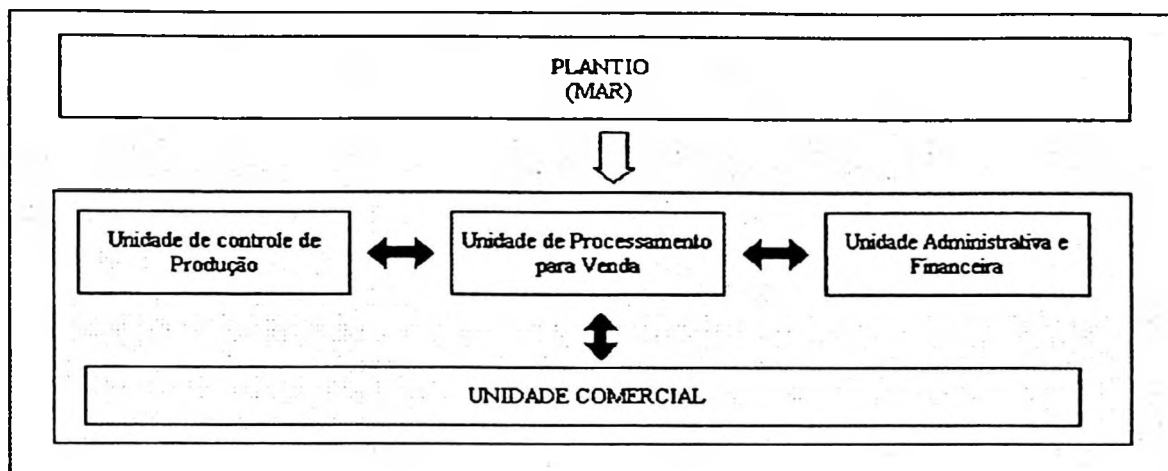 PLANTIO
(MAR)
Unidade de controle de
Produção
Unidade de Processamento
para Venda
Unidade Administrativa e
Financeira
UNIDADE COMERCIAL